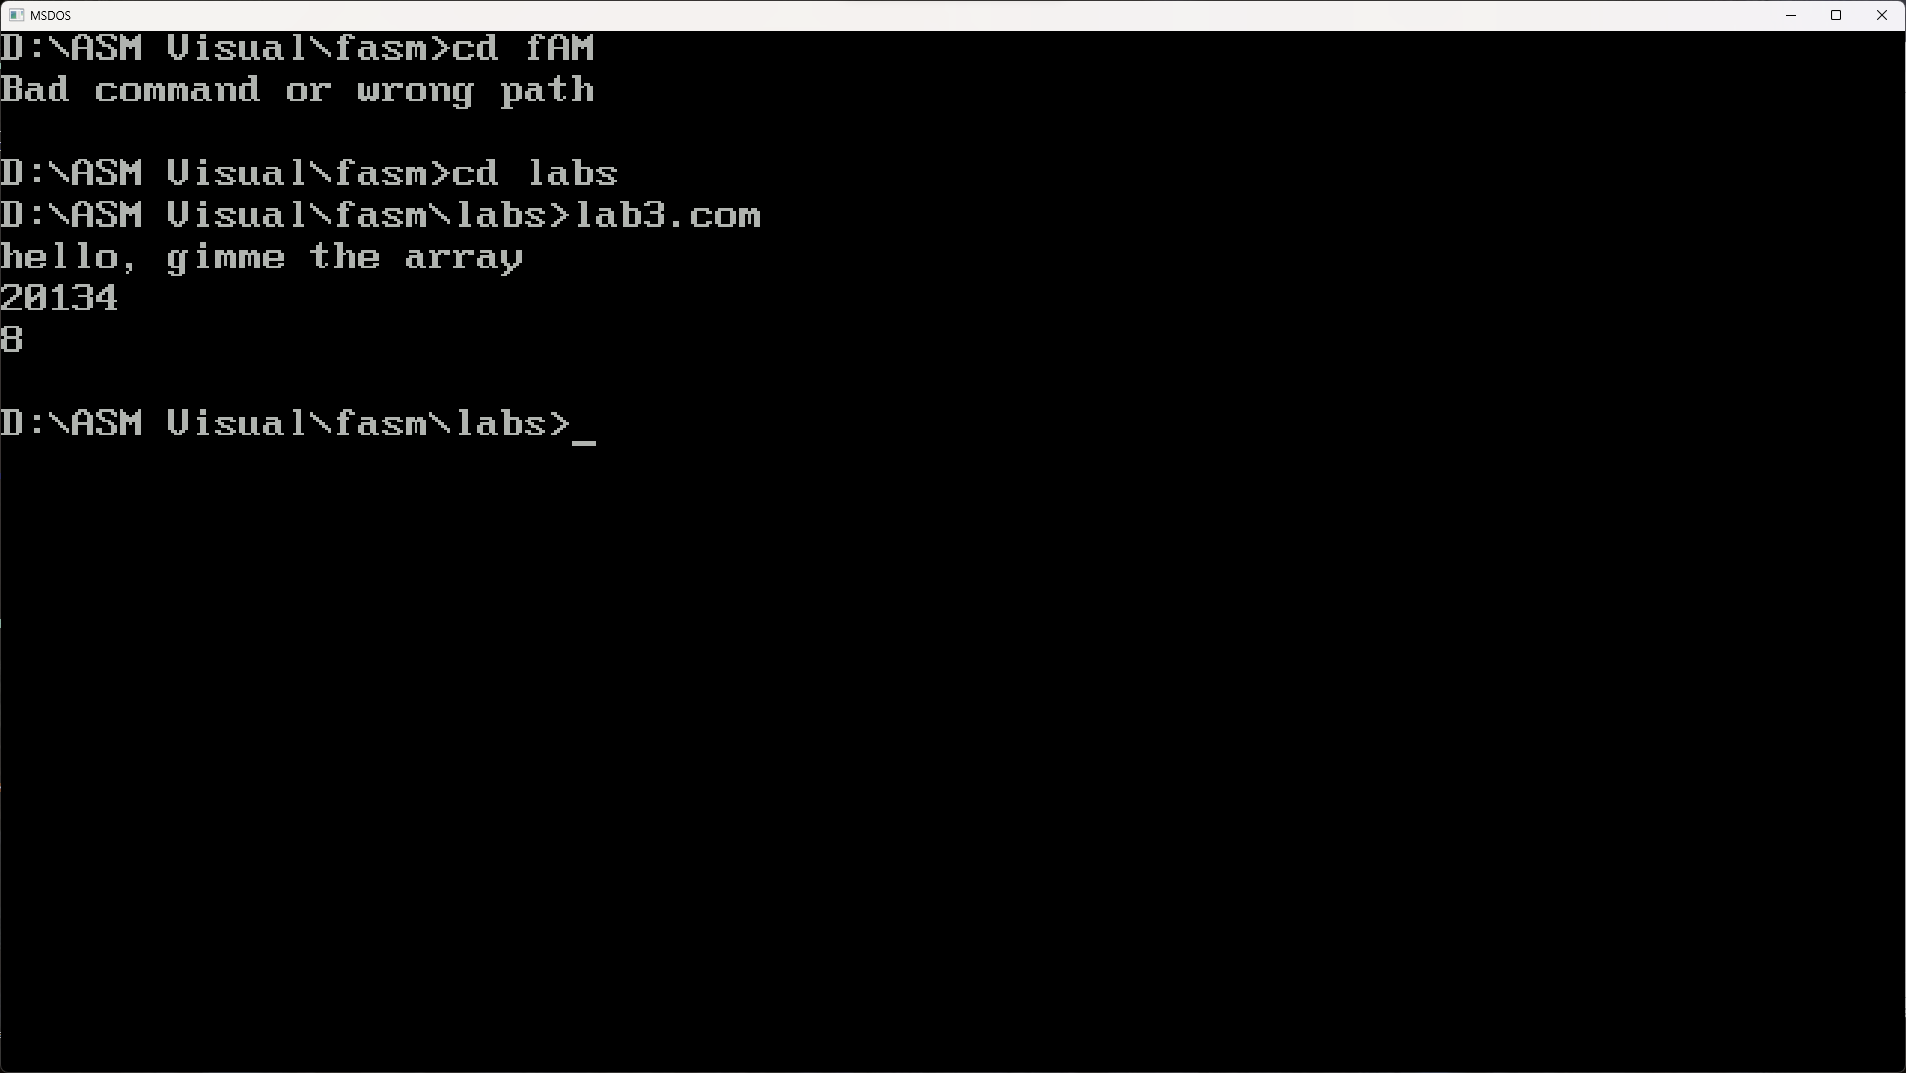 MSDOS
D:\ASM Visual\fasm>cd fAM
Bad command or wrong path
D:\ASM Visual\fasm>cd labs
D:\ASM Visual\fasm\labs>lab3.com
hello, gimme the array
20134
8
D:\ASM Visual\fasm\labs>_